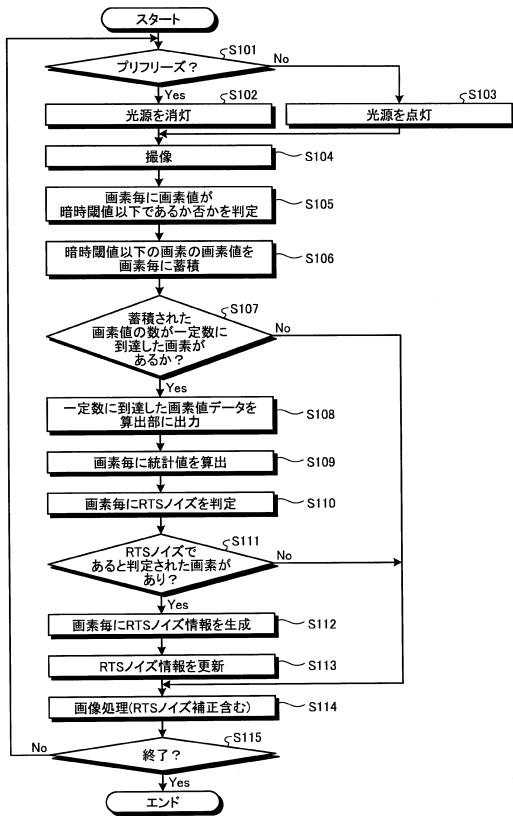 スタート
S101
プリフリーズ?
No
Yes
S102
光源を消灯
S103
光源を点灯
撮像
S104
画素毎に画素値が
暗時閾値以下であるか否かを判定
S105
暗時閾値以下の画素の画素値を
画素毎に蓄積
S106
S107
蓄積された
画素値の数が一定数に
到達した画素が
あるか?
No
Yes
一定数に到達した画素値データを
算出部に出力
S108
画素毎に統計値を算出
S109
画素毎にRTSノイズを判定
S110
S111
RTSノイズで
あると判定された画素が
あり?
No
Yes
画素毎にRTSノイズ情報を生成
S112
RTSノイズ情報を更新
S113
画像処理(RTSノイズ補正含む)
S114
S115
終了?
No
Yes
エンド